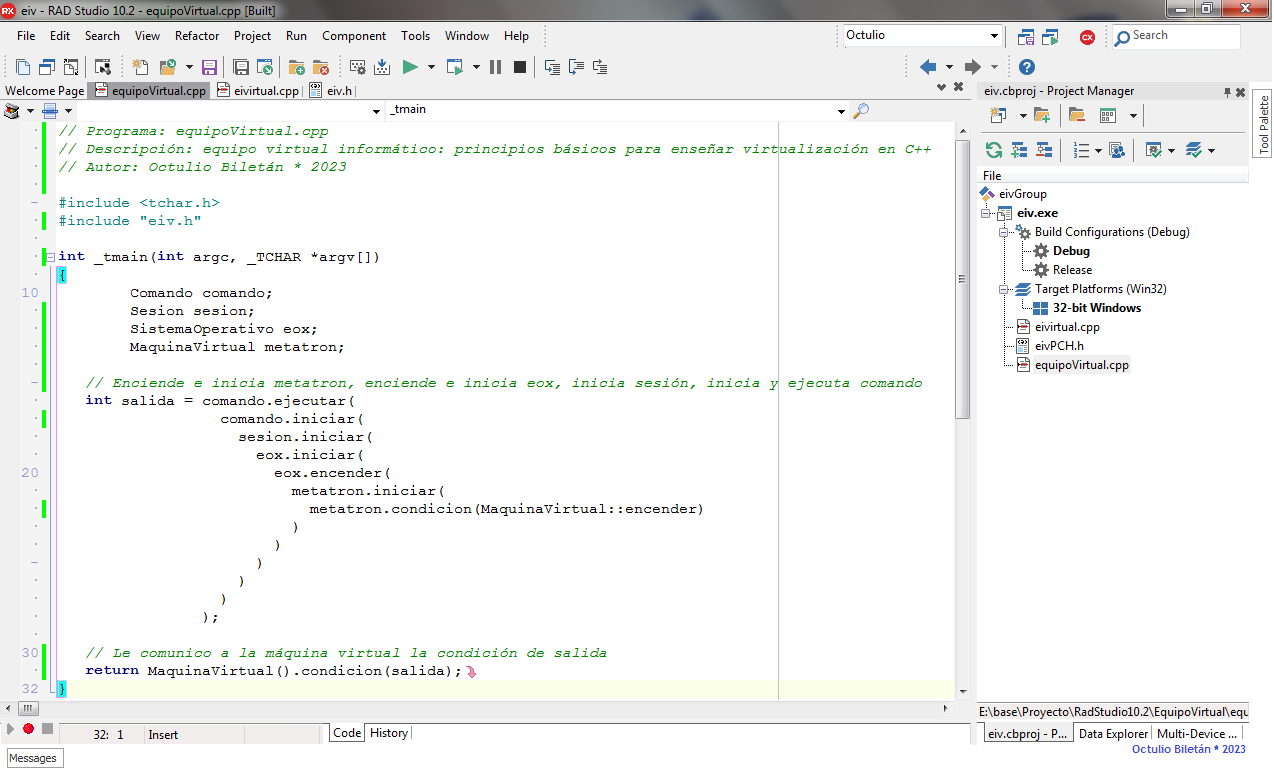 RX eiv - RAD Studio 10.2 - equipoVirtual.cpp [Built]
File Edit Search View Refactor Project Run Component Tools Window Help
Octulio
CX
Search
Welcome Page equipoVirtual.cpp eivirtual.cpp eiv.h
_tmain
// Programa: equipoVirtual.cpp
// Descripción: equipo virtual informático: principios básicos para enseñar virtualización en C++
// Autor: Octulio Biletán * 2023
#include <tchar.h>
#include "eiv.h"
int _tmain(int argc, _TCHAR *argv[])
{
10 Comando comando;
Sesion sesion;
SistemaOperativo eox;
MaquinaVirtual metatron;
// Enciende e inicia metatron, enciende e inicia eox, inicia sesión, inicia y ejecuta comando
int salida = comando.ejecutar(
comando.iniciar(
sesion.iniciar(
eox.iniciar(
20 eox.encender(
metatron.iniciar(
metatron.condicion(MaquinaVirtual::encender)
)
)
)
)
)
);
30 // Le comunico a la máquina virtual la condición de salida
return MaquinaVirtual().condicion(salida);
32 }
32: 1 Insert
Code History
Messages
eiv.cbproj - Project Manager
File
eivGroup
eiv.exe
Build Configurations (Debug)
Debug
Release
Target Platforms (Win32)
32-bit Windows
eivirtual.cpp
eivPCH.h
equipoVirtual.cpp
E:\base\Proyecto\RadStudio10.2\EquipoVirtual\equ
eiv.cbproj - P... Data Explorer Multi-Device ...
Octulio Biletán * 2023
Tool Palette